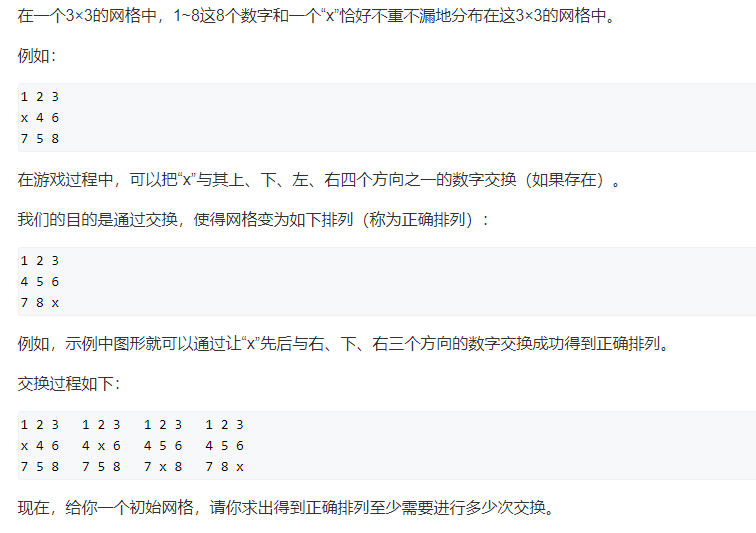 在一个3×3的网格中，1~8这8个数字和一个“x”恰好不重不漏地分布在这3×3的网格中。
例如：
1 2 3
x 4 6
7 5 8
在游戏过程中，可以把“x”与其上、下、左、右四个方向之一的数字交换（如果存在）。
我们的目的是通过交换，使得网格变为如下排列（称为正确排列）：
1 2 3
4 5 6
7 8 x
例如，示例中图形就可以通过让“x”先后与右、下、右三个方向的数字交换成功得到正确排列。
交换过程如下：
1 2 3   1 2 3   1 2 3   1 2 3
x 4 6   4 x 6   4 5 6   4 5 6
7 5 8   7 5 8   7 x 8   7 8 x
现在，给你一个初始网格，请你求出得到正确排列至少需要进行多少次交换。